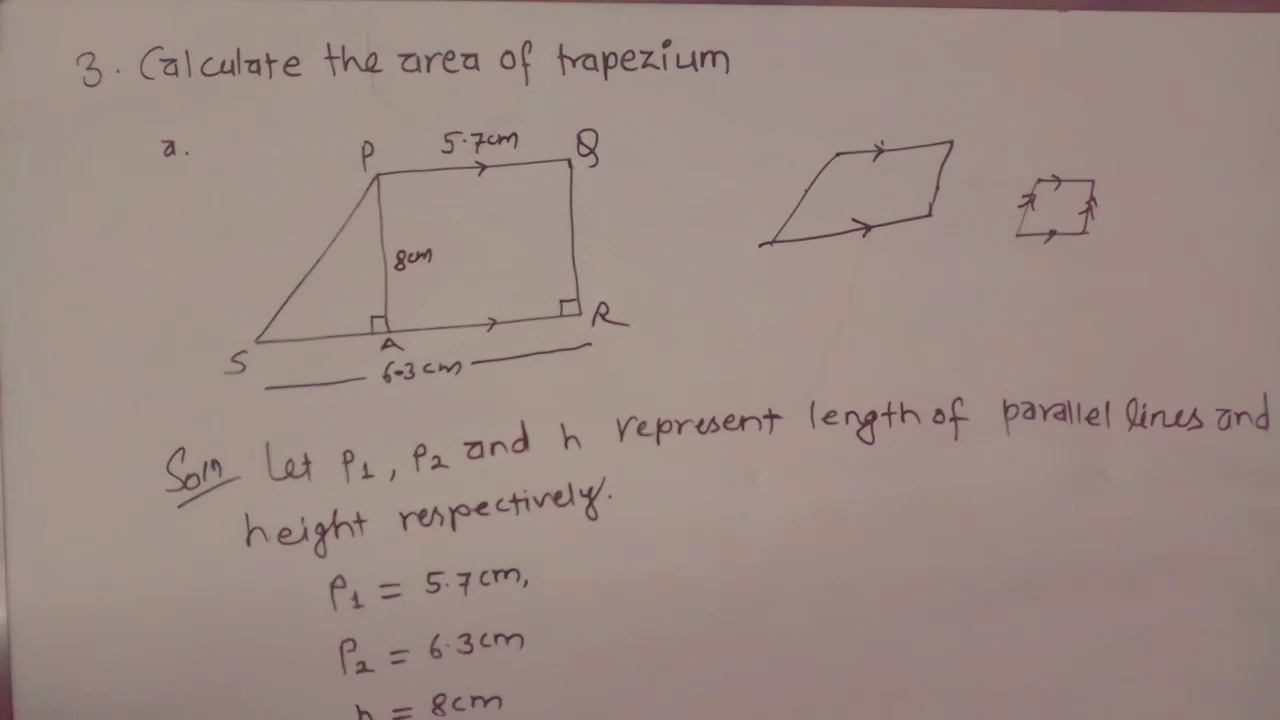 3. Calculate the area of trapezium
a.
P 5.7cm Q
8cm
S A R
6.3cm
Soln Let P1, P2 and h represent length of parallel lines and
height respectively.
P1 = 5.7cm,
P2 = 6.3cm
h = 8cm